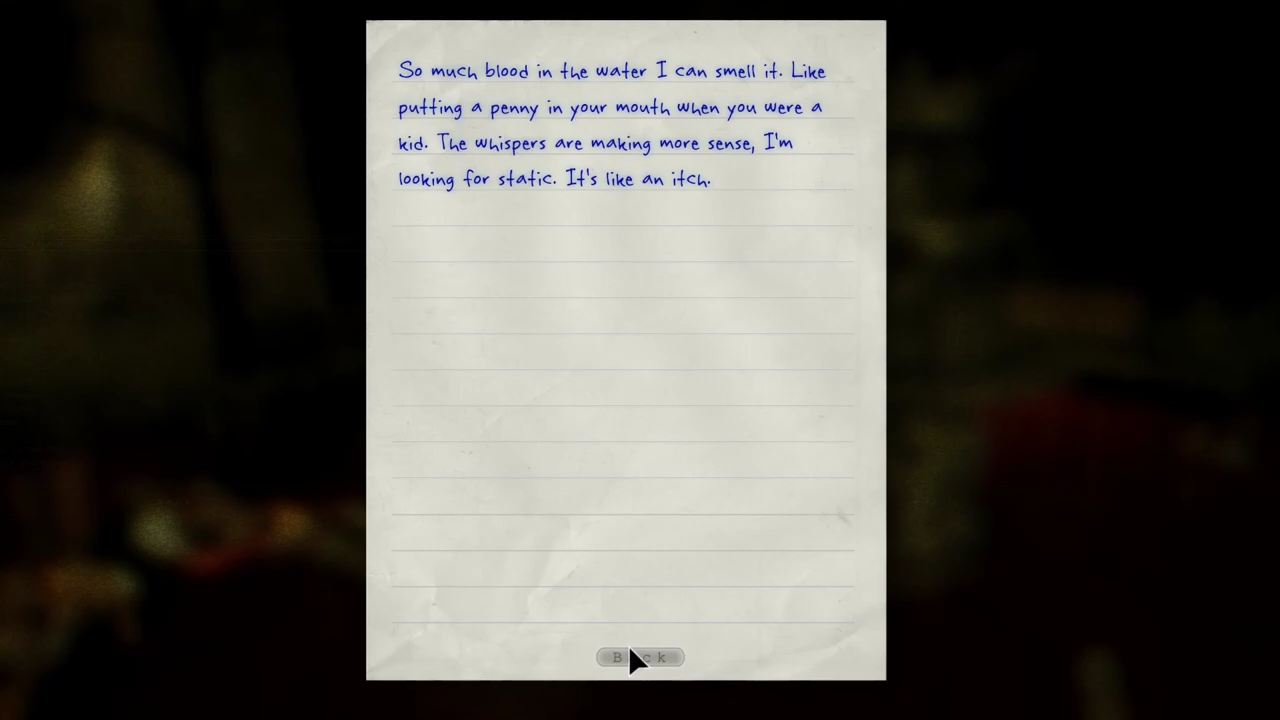 So much blood in the water I can smell it. Like
putting a penny in your mouth when you were a
kid. The whispers are making more sense, I'm
looking for static. It's like an itch.
Back